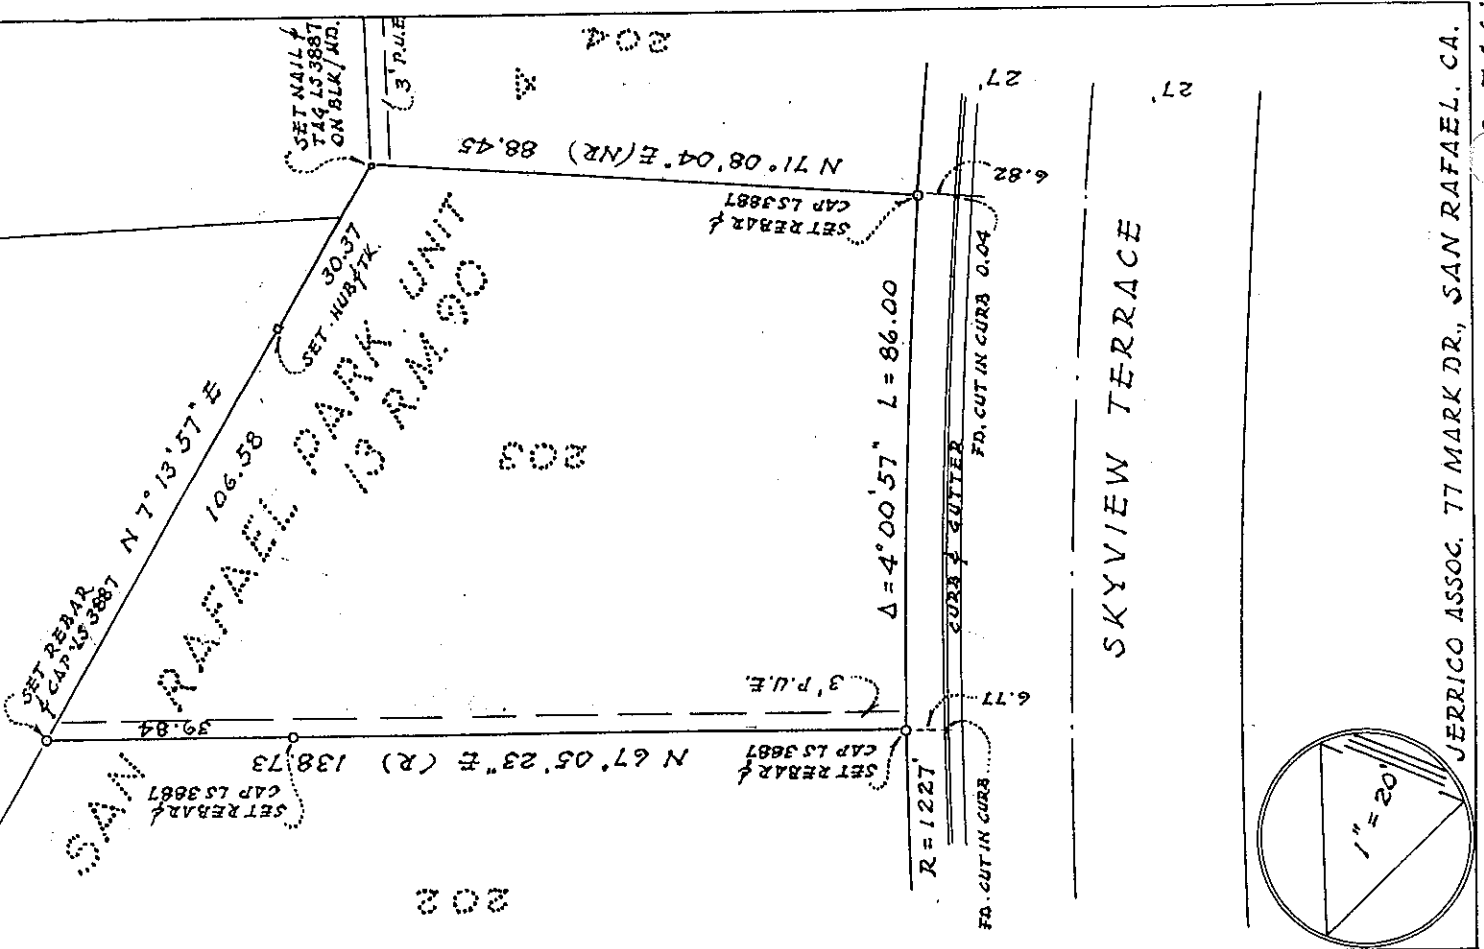 SET NAIL &
TAG LS 3887
ON BLK/WD.
3' P.U.E.
204
4
N 71° 08' 04" E (NR) 88.45
SET REBAR &
CAP LS 3887
27'
27'
6.82
30.37
SET HUB & TK.
N 7° 13' 57" E
106.58
SET REBAR
& CAP LS 3887
SAN RAFAEL PARK UNIT
13 R.M. 90
203
Δ = 4° 00' 57" L = 86.00
CURB & GUTTER
FD. CUT IN CURB 0.04
SKYVIEW TERRACE
3' P.U.E.
39.84
N 67° 05' 23" E (R) 138.73
SET REBAR &
CAP LS 3887
SET REBAR &
CAP LS 3887
6.77
R = 1227'
FD. CUT IN CURB
202
1" = 20'
JERRICO ASSOC. 77 MARK DR., SAN RAFAEL, CA.